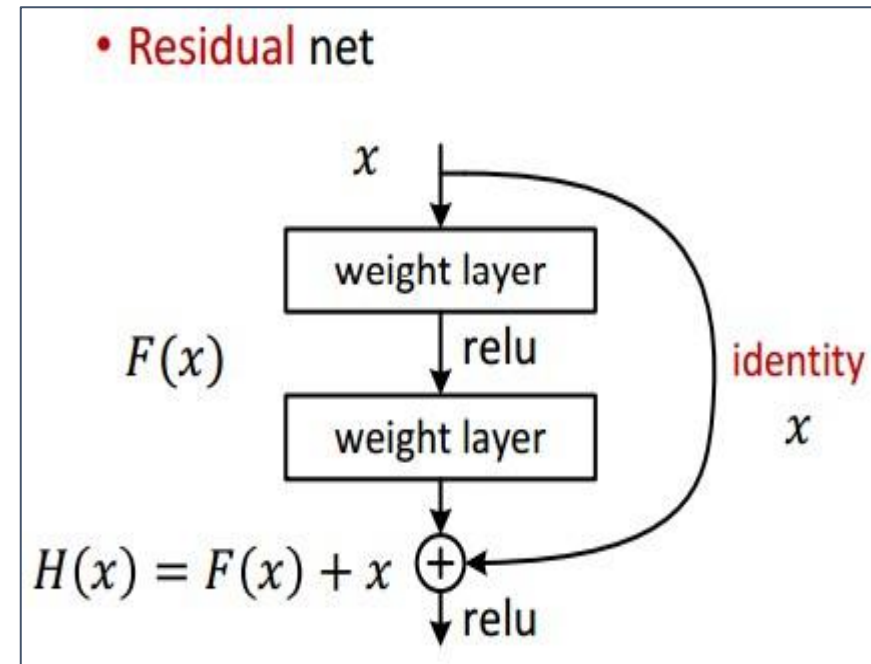 • Residual net
x
weight layer
relu
F(x)
identity
x
weight layer
H(x) = F(x) + x
+
relu